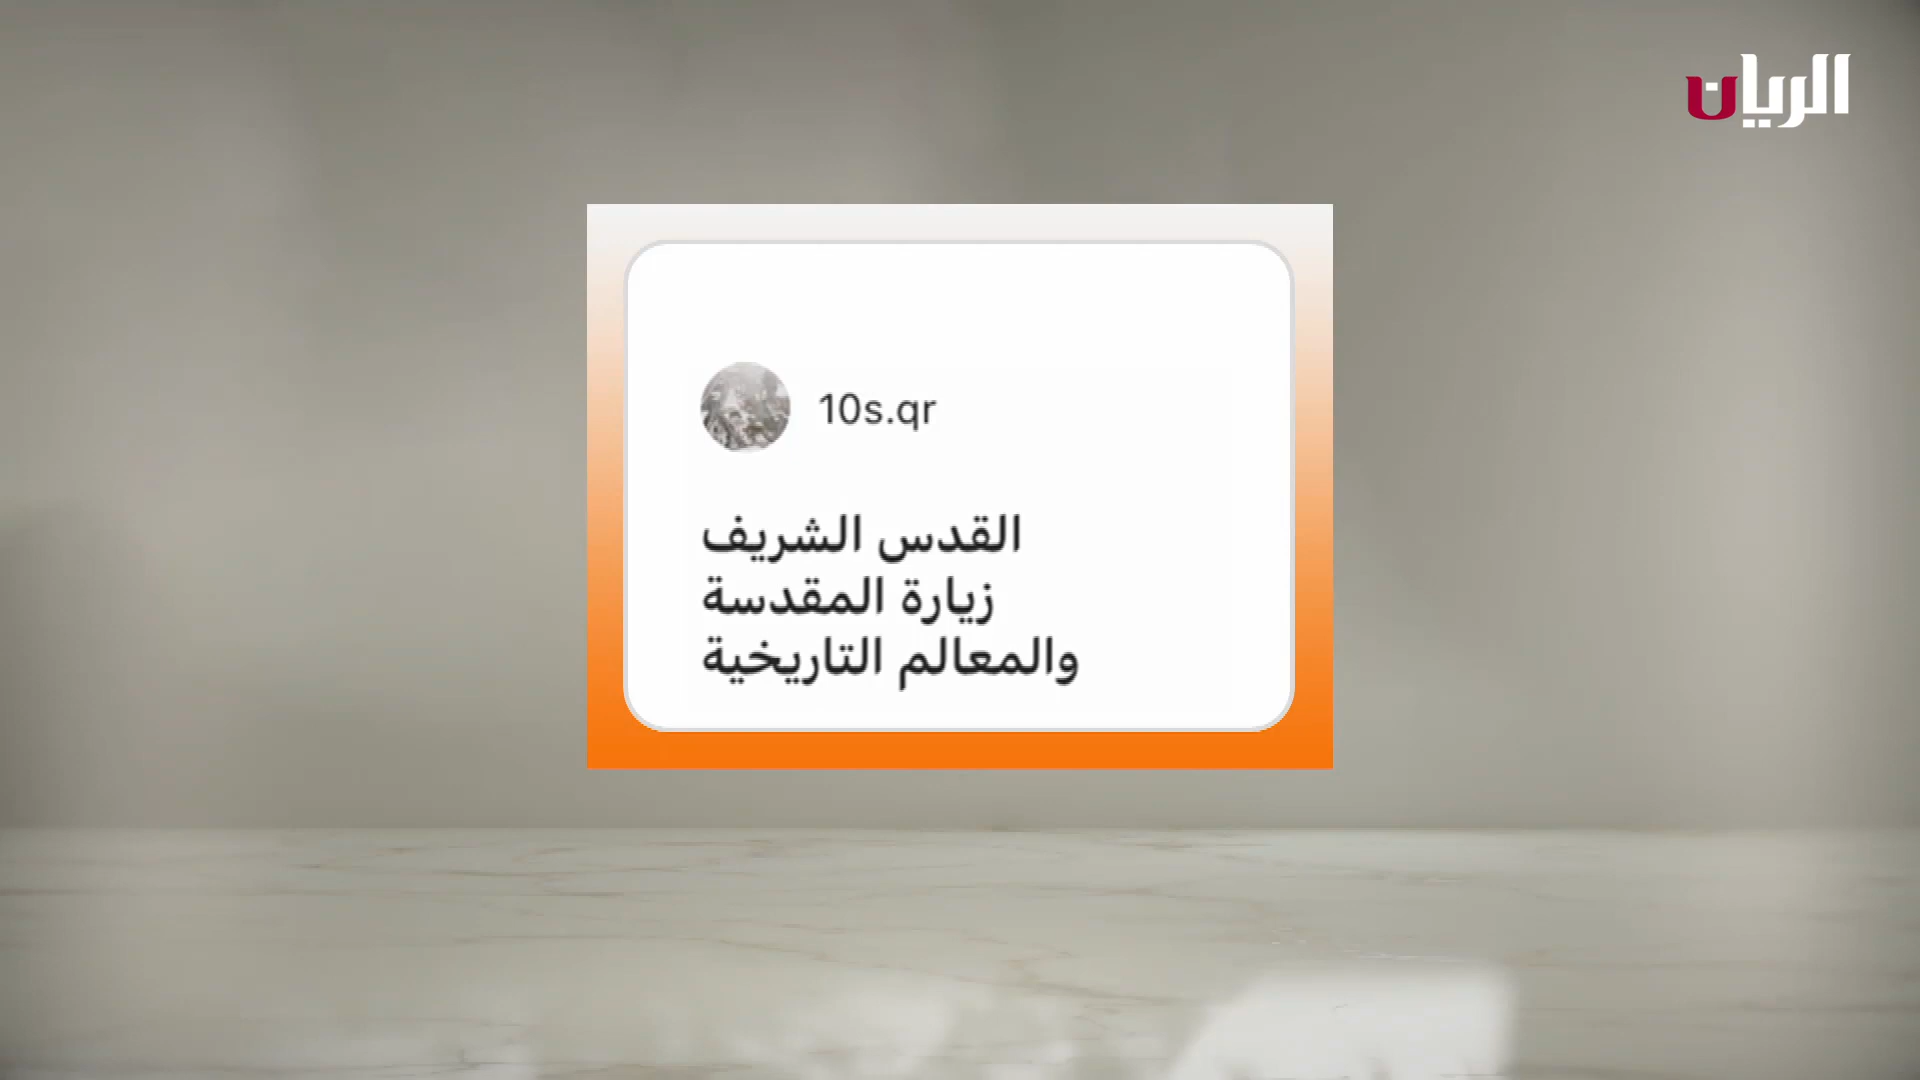 الريان
10s.qr
القدس الشريف
زيارة المقدسة
والمعالم التاريخية